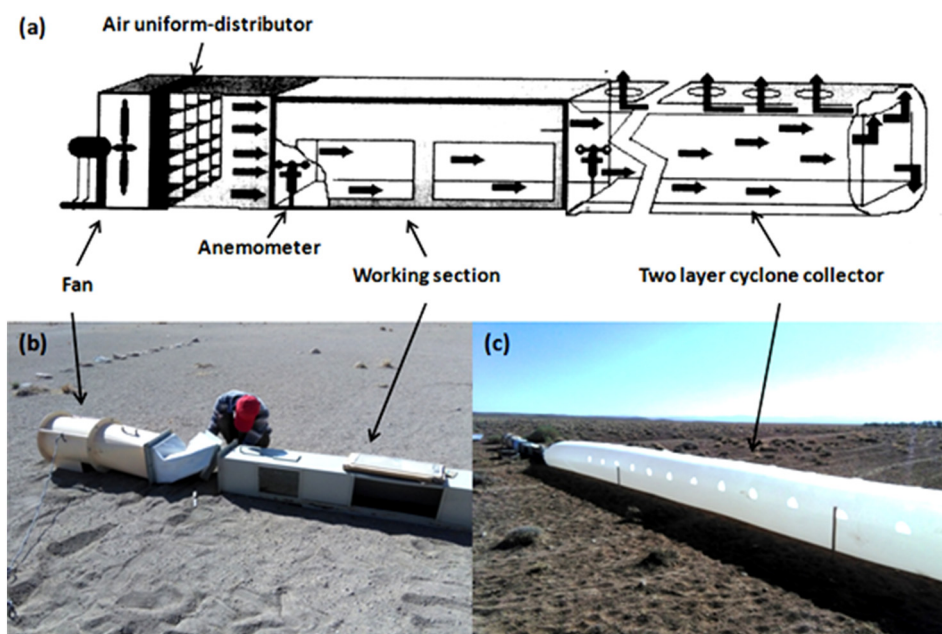 (a)
Air uniform-distributor
Anemometer
Fan
Working section
Two layer cyclone collector
(b)
(c)